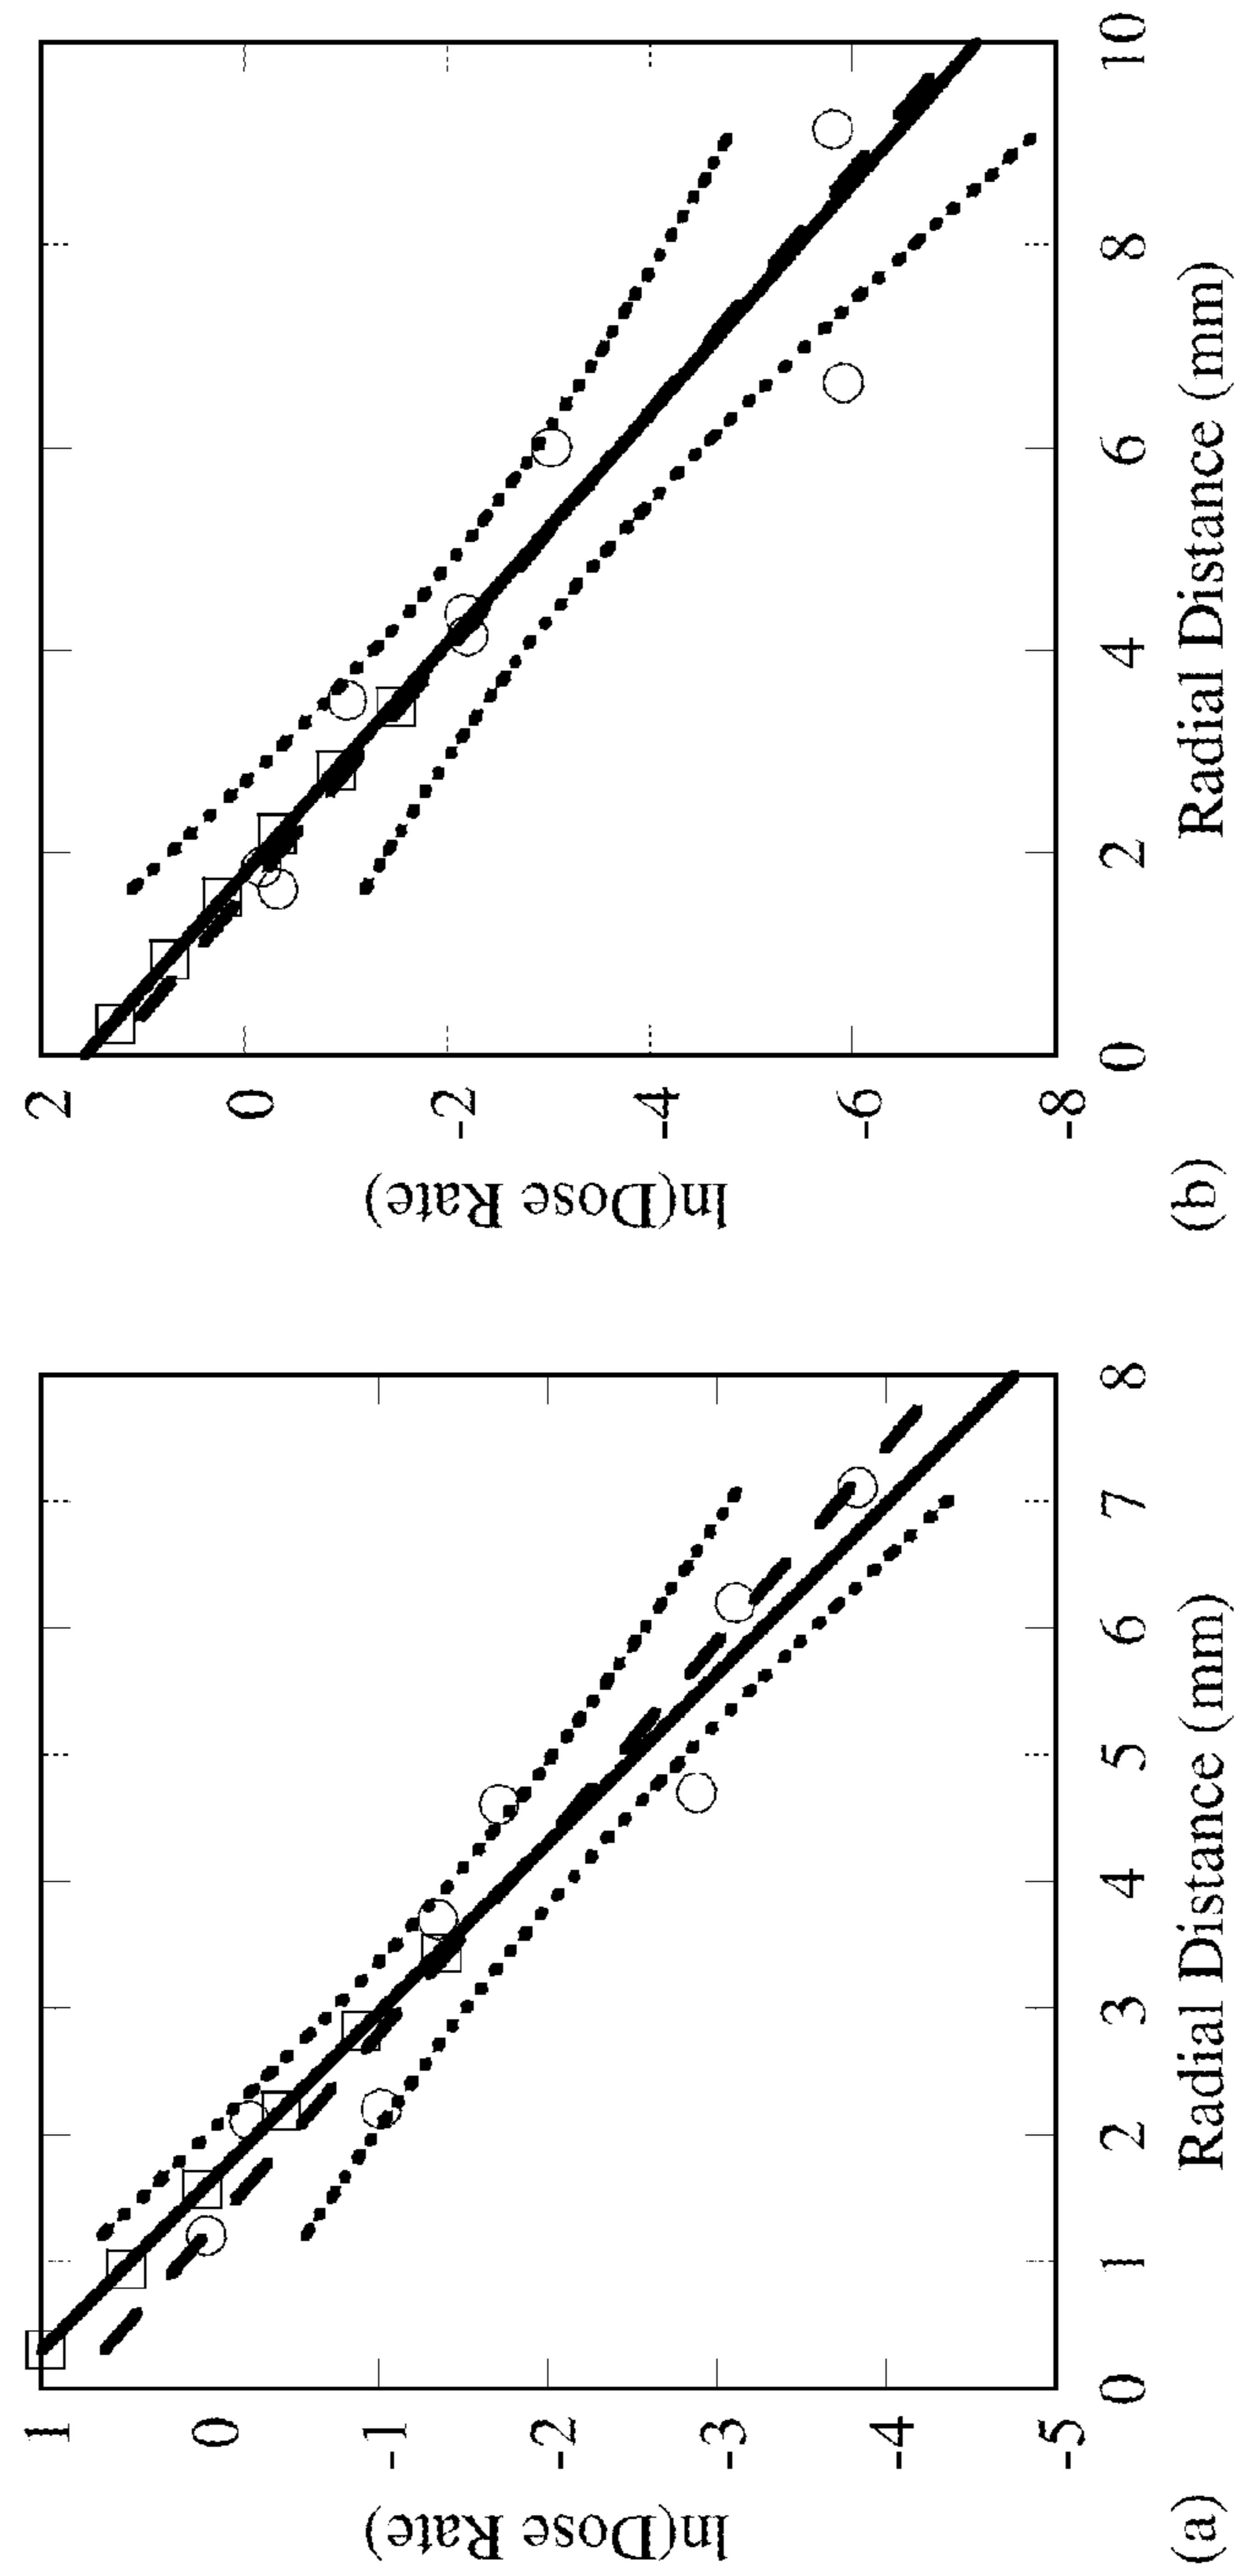 ln(Dose Rate)
1
0
-1
-2
-3
-4
-5
0 1 2 3 4 5 6 7 8
Radial Distance (mm)
(a)
ln(Dose Rate)
2
0
-2
-4
-6
-8
0 2 4 6 8 10
Radial Distance (mm)
(b)